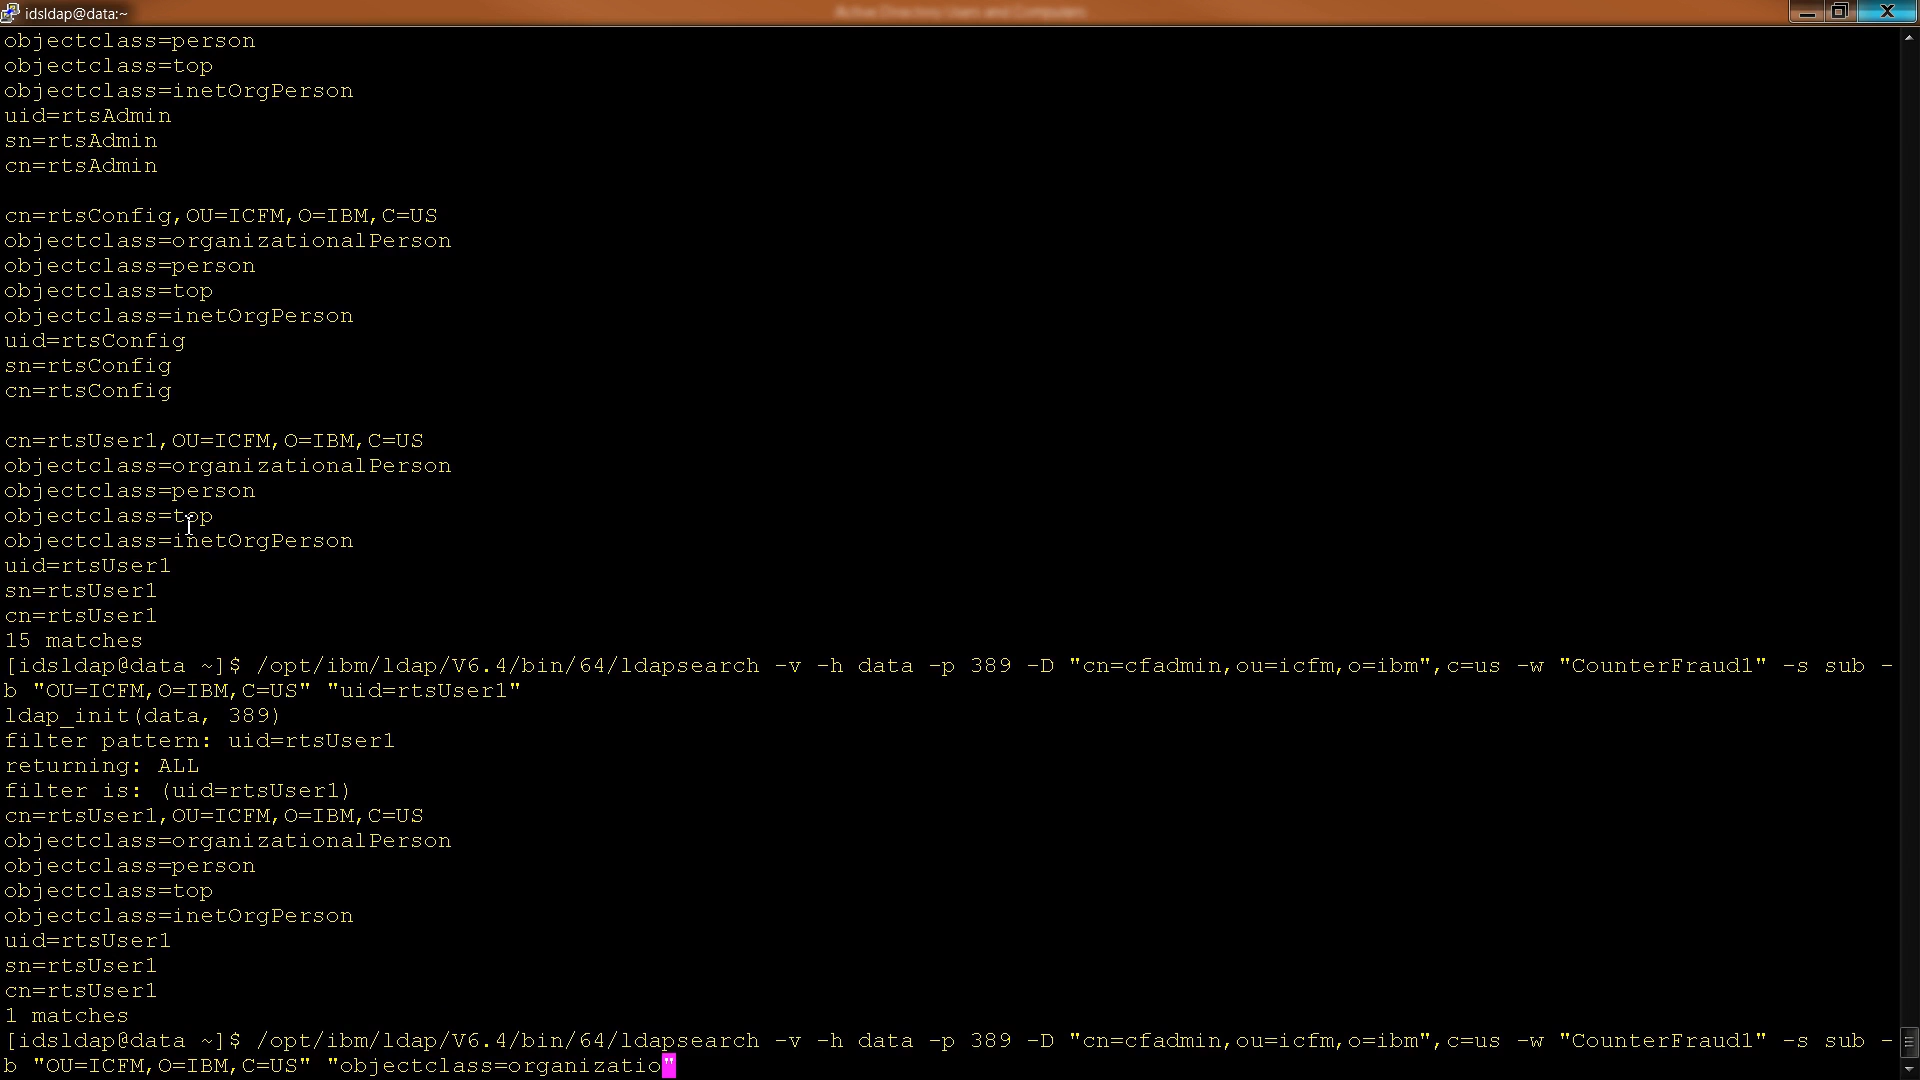 idsldap@data:~
Active Directory Users and Computers
objectclass=person
objectclass=top
objectclass=inetOrgPerson
uid=rtsAdmin
sn=rtsAdmin
cn=rtsAdmin
cn=rtsConfig,OU=ICFM,O=IBM,C=US
objectclass=organizationalPerson
objectclass=person
objectclass=top
objectclass=inetOrgPerson
uid=rtsConfig
sn=rtsConfig
cn=rtsConfig
cn=rtsUser1,OU=ICFM,O=IBM,C=US
objectclass=organizationalPerson
objectclass=person
objectclass=top
objectclass=inetOrgPerson
uid=rtsUser1
sn=rtsUser1
cn=rtsUser1
15 matches
[idsldap@data ~]$ /opt/ibm/ldap/V6.4/bin/64/ldapsearch -v -h data -p 389 -D "cn=cfadmin,ou=icfm,o=ibm",c=us -w "CounterFraud1" -s sub -
b "OU=ICFM,O=IBM,C=US" "uid=rtsUser1"
ldap_init(data, 389)
filter pattern: uid=rtsUser1
returning: ALL
filter is: (uid=rtsUser1)
cn=rtsUser1,OU=ICFM,O=IBM,C=US
objectclass=organizationalPerson
objectclass=person
objectclass=top
objectclass=inetOrgPerson
uid=rtsUser1
sn=rtsUser1
cn=rtsUser1
1 matches
[idsldap@data ~]$ /opt/ibm/ldap/V6.4/bin/64/ldapsearch -v -h data -p 389 -D "cn=cfadmin,ou=icfm,o=ibm",c=us -w "CounterFraud1" -s sub -
b "OU=ICFM,O=IBM,C=US" "objectclass=organizatio"